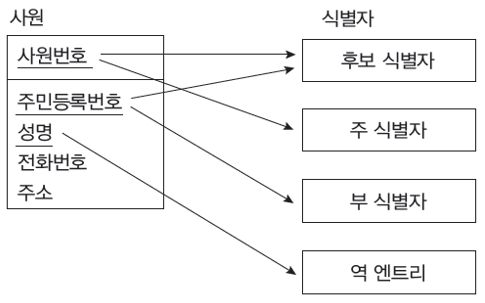 사원
사원번호
주민등록번호
성명
전화번호
주소
식별자
후보 식별자
주 식별자
부 식별자
역 엔트리